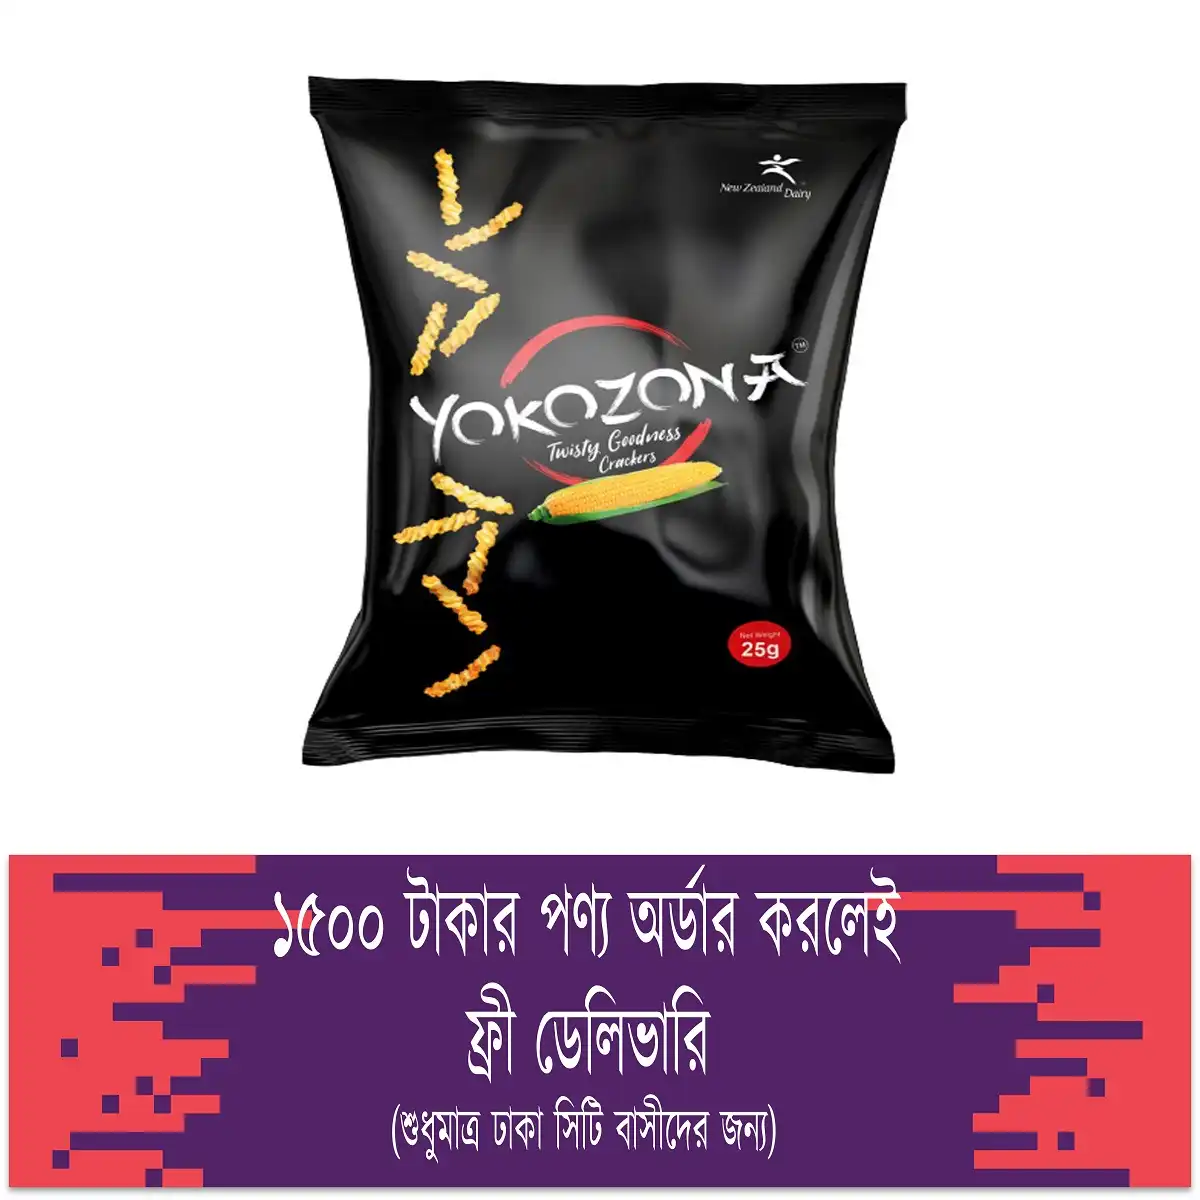 New Zealand Dairy
YOKOZONA TM
Twisty Goodness
Crackers
Net Weight
25g
১৫০০ টাকার পণ্য অর্ডার করলেই
ফ্রী ডেলিভারি
(শুধুমাত্র ঢাকা সিটি বাসীদের জন্য)